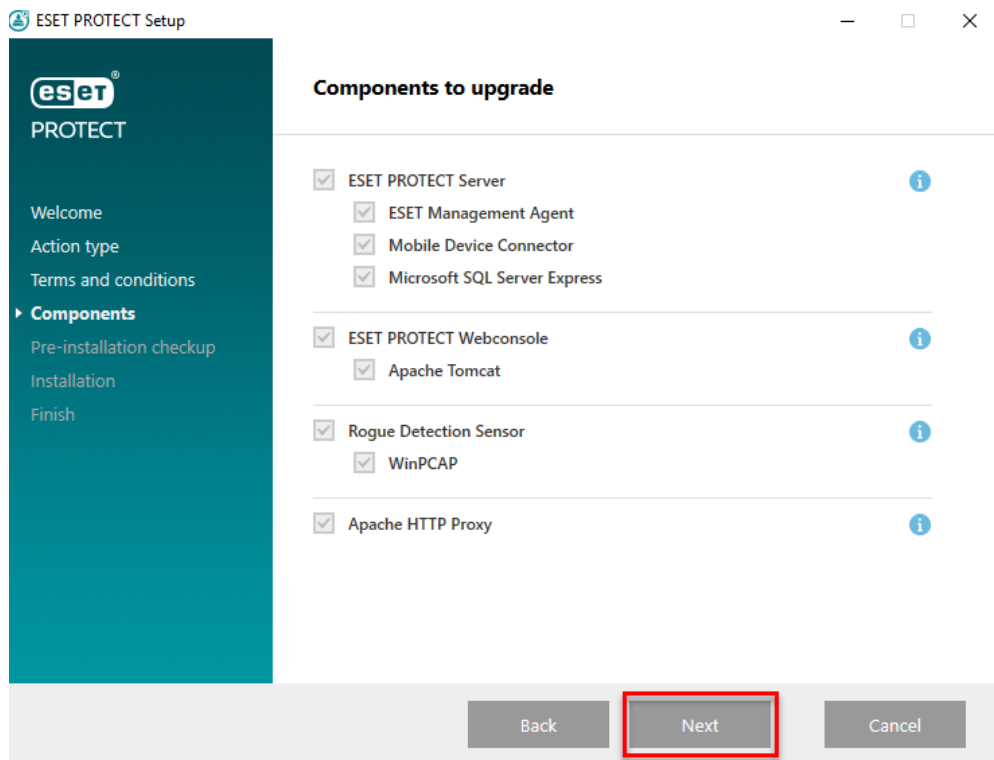 ESET PROTECT Setup
eset®
PROTECT
Welcome
Action type
Terms and conditions
Components
Pre-installation checkup
Installation
Finish
Components to upgrade
ESET PROTECT Server
ESET Management Agent
Mobile Device Connector
Microsoft SQL Server Express
ESET PROTECT Webconsole
Apache Tomcat
Rogue Detection Sensor
WinPCAP
Apache HTTP Proxy
Back
Next
Cancel